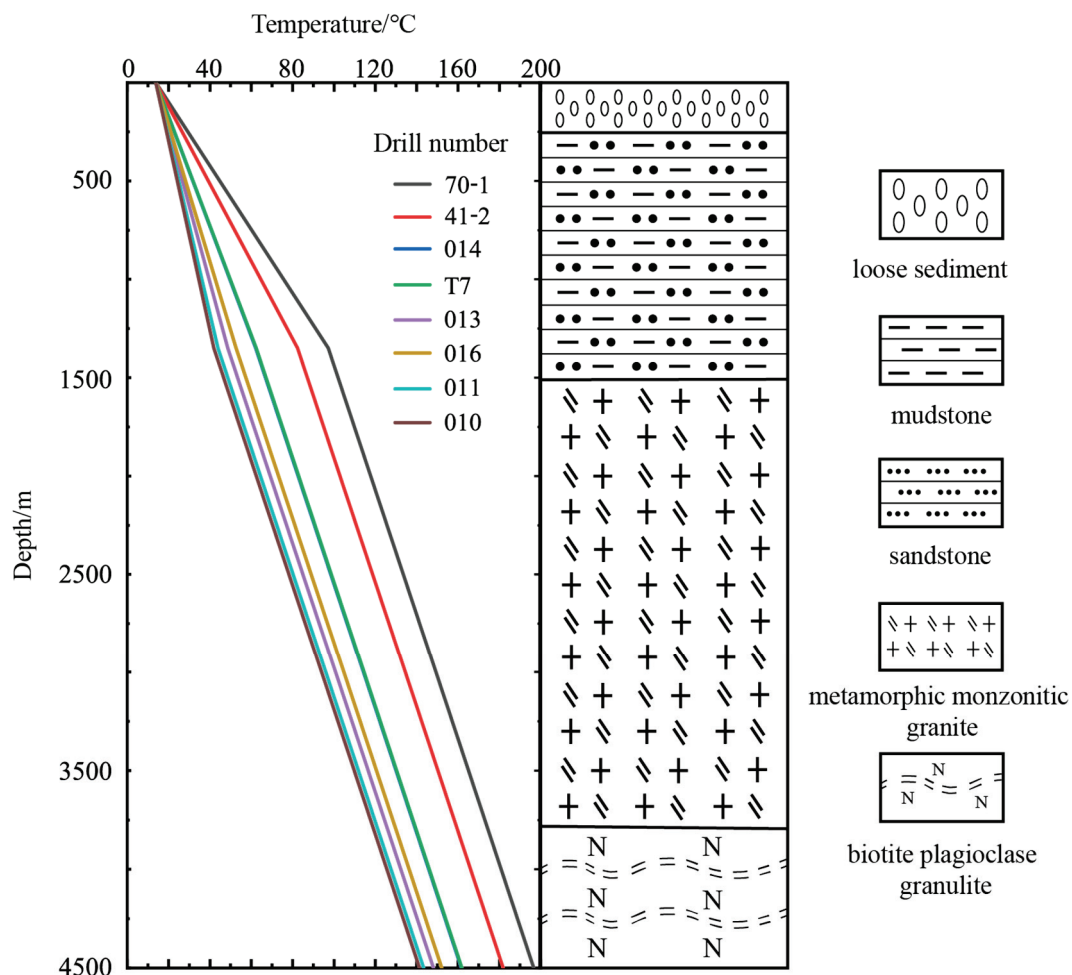 Temperature/°C
0 40 80 120 160 200
Drill number
70-1
41-2
014
T7
013
016
011
010
500
1500
2500
3500
4500
Depth/m
loose sediment
mudstone
sandstone
metamorphic monzonitic
granite
N
N
N
biotite plagioclase
granulite
N N
N N
N N